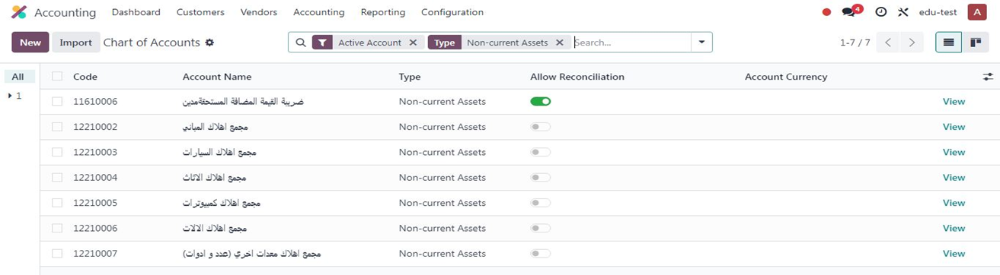 Accounting Dashboard Customers Vendors Accounting Reporting Configuration 4 edu-test A
New Import Chart of Accounts Active Account Type Non-current Assets Search... 1-7 / 7
All Code Account Name Type Allow Reconciliation Account Currency
1
11610006 ضريبة القيمة المضافة المستحقةمدين Non-current Assets View
12210002 مجمع اهلاك المباني Non-current Assets View
12210003 مجمع اهلاك السيارات Non-current Assets View
12210004 مجمع اهلاك الاثاث Non-current Assets View
12210005 مجمع اهلاك كمبيوترات Non-current Assets View
12210006 مجمع اهلاك الالات Non-current Assets View
12210007 مجمع اهلاك معدات اخري (عدد و ادوات) Non-current Assets View